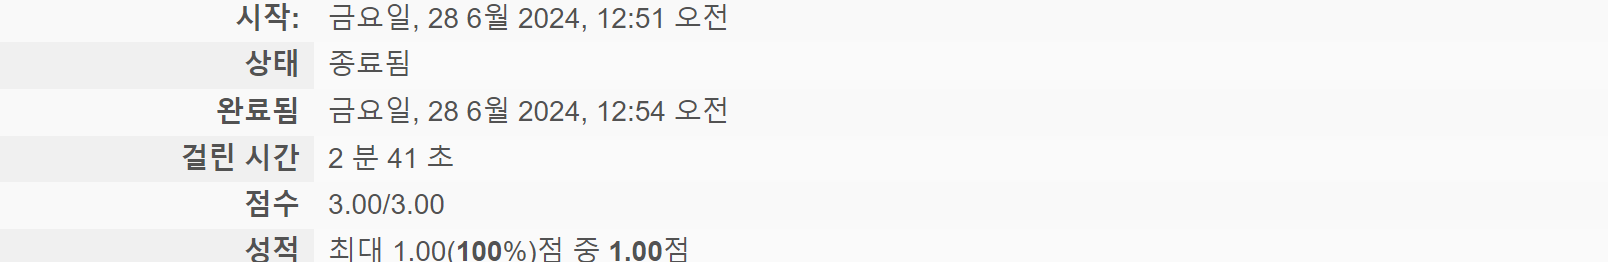 시작: 금요일, 28 6월 2024, 12:51 오전
상태 종료됨
완료됨 금요일, 28 6월 2024, 12:54 오전
걸린 시간 2 분 41 초
점수 3.00/3.00
성적 최대 1.00(100%)점 중 1.00점